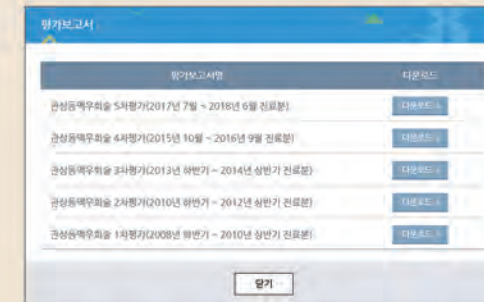 평가보고서
평가보고서명 다운로드
관상동맥우회술 5차평가(2017년 7월 ~ 2018년 6월 진료분) 다운로드
관상동맥우회술 4차평가(2015년 10월 ~ 2016년 9월 진료분) 다운로드
관상동맥우회술 3차평가(2013년 하반기 ~ 2014년 상반기 진료분) 다운로드
관상동맥우회술 2차평가(2010년 하반기 ~ 2012년 상반기 진료분) 다운로드
관상동맥우회술 1차평가(2008년 하반기 ~ 2010년 상반기 진료분) 다운로드
닫기